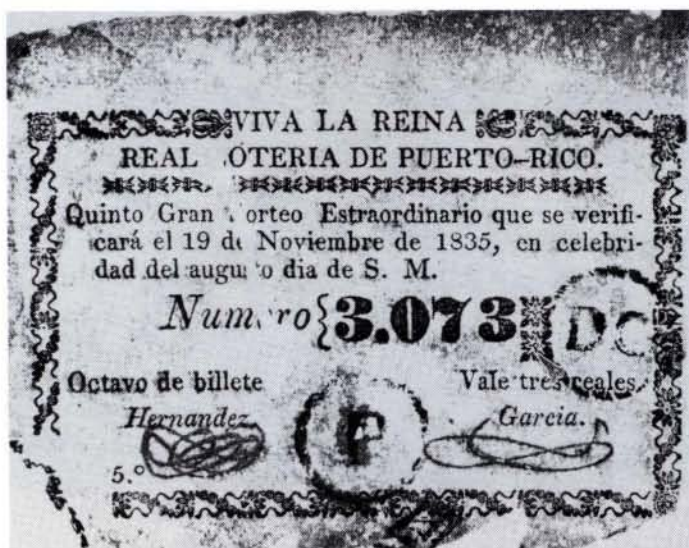 VIVA LA REINA
REAL OTERIA DE PUERTO-RICO.
Quinto Gran orteo Estraordinario que se verifi-
cará el 19 de Noviembre de 1835, en celebri-
dad del augusto dia de S. M.
Numero {3.073
DC
Octavo de billete
Vale tres reales.
Hernandez.
P
Garcia.
5.º